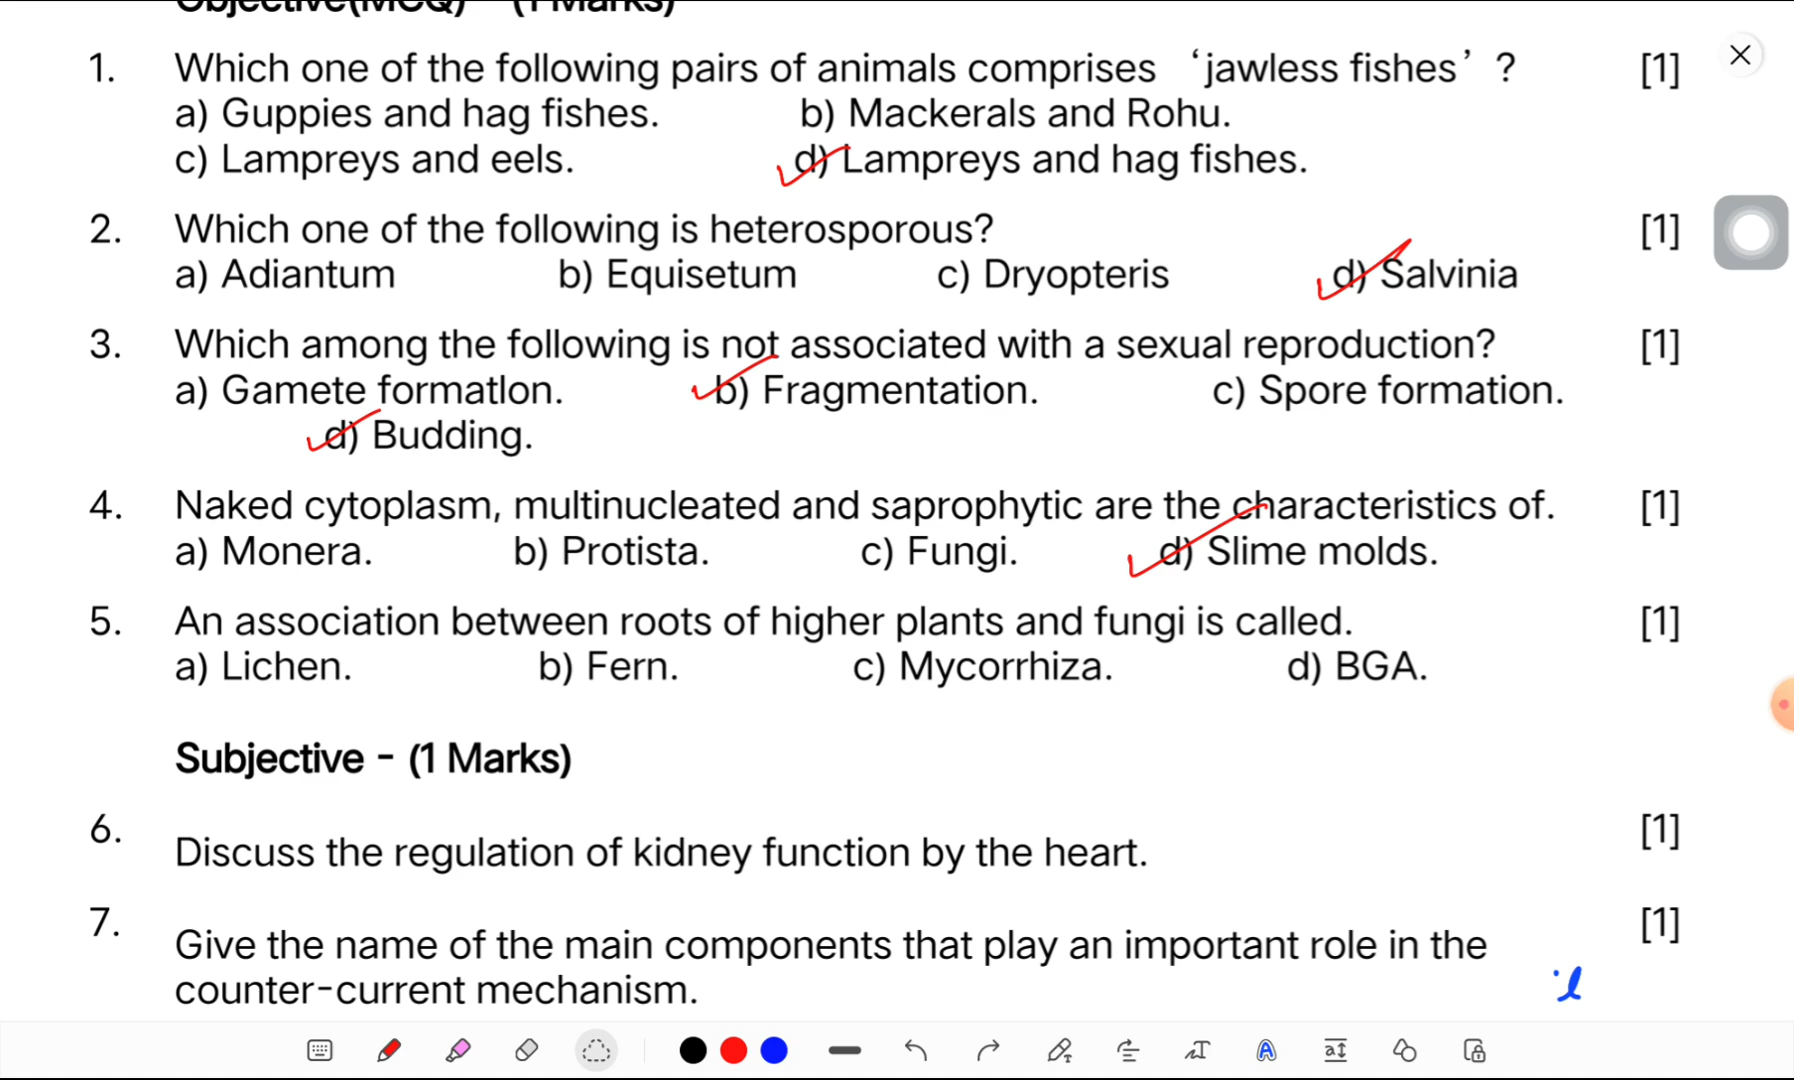 Objective(MCQ) - (1 Marks)
1. Which one of the following pairs of animals comprises ‘jawless fishes’ ? [1]
a) Guppies and hag fishes. b) Mackerals and Rohu.
c) Lampreys and eels. d) Lampreys and hag fishes.
2. Which one of the following is heterosporous? [1]
a) Adiantum b) Equisetum c) Dryopteris d) Salvinia
3. Which among the following is not associated with a sexual reproduction? [1]
a) Gamete formatlon. b) Fragmentation. c) Spore formation.
d) Budding.
4. Naked cytoplasm, multinucleated and saprophytic are the characteristics of. [1]
a) Monera. b) Protista. c) Fungi. d) Slime molds.
5. An association between roots of higher plants and fungi is called. [1]
a) Lichen. b) Fern. c) Mycorrhiza. d) BGA.
Subjective - (1 Marks)
6. Discuss the regulation of kidney function by the heart. [1]
7. Give the name of the main components that play an important role in the [1]
counter-current mechanism.